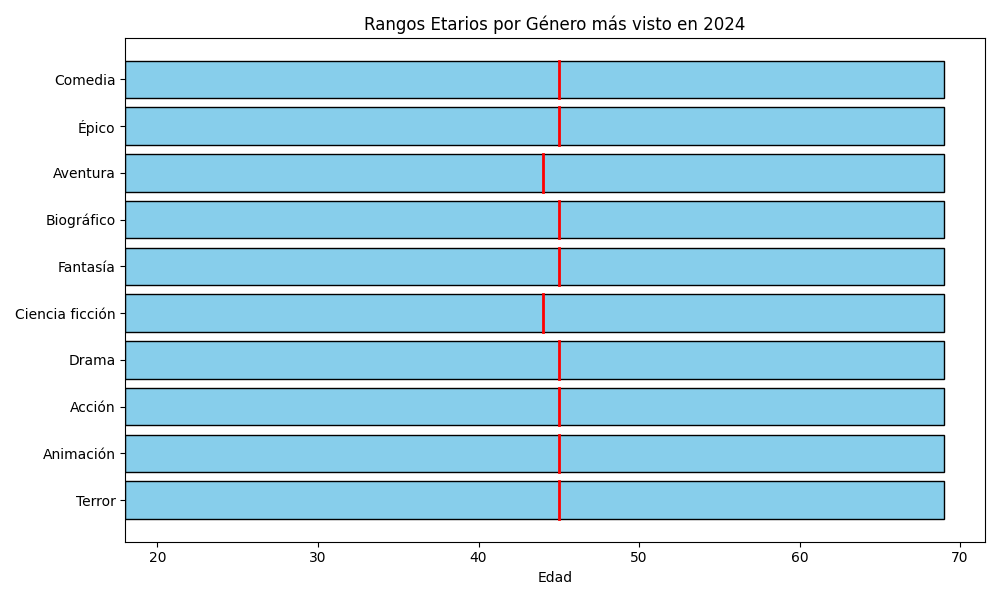 Rangos Etarios por Género más visto en 2024
Comedia
Épico
Aventura
Biográfico
Fantasía
Ciencia ficción
Drama
Acción
Animación
Terror
20 30 40 50 60 70
Edad